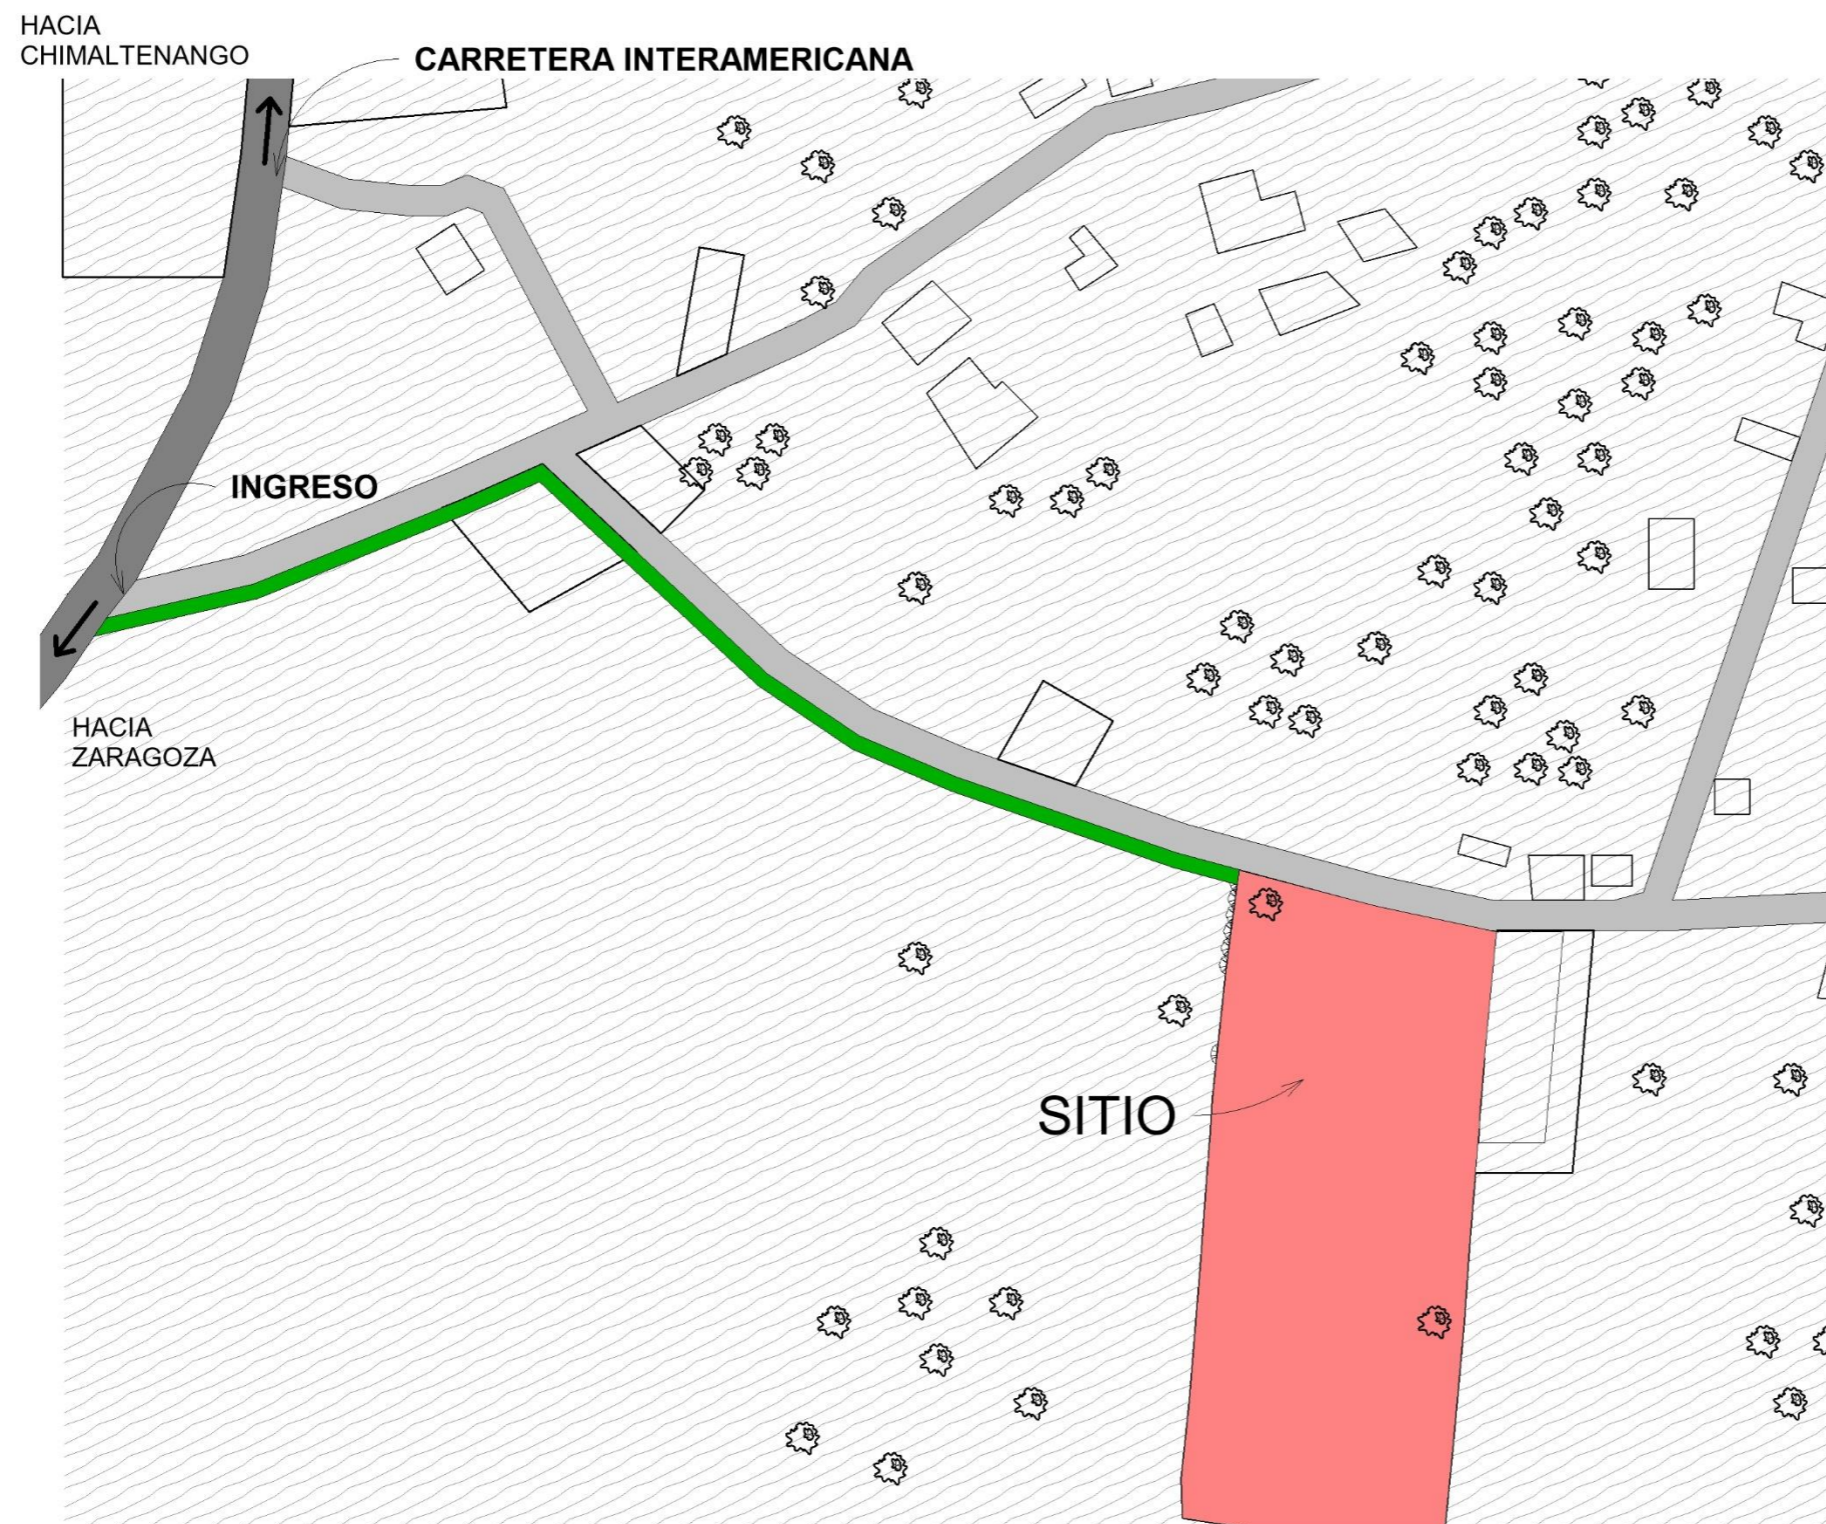 HACIA
CHIMALTENANGO
CARRETERA INTERAMERICANA
INGRESO
HACIA
ZARAGOZA
SITIO